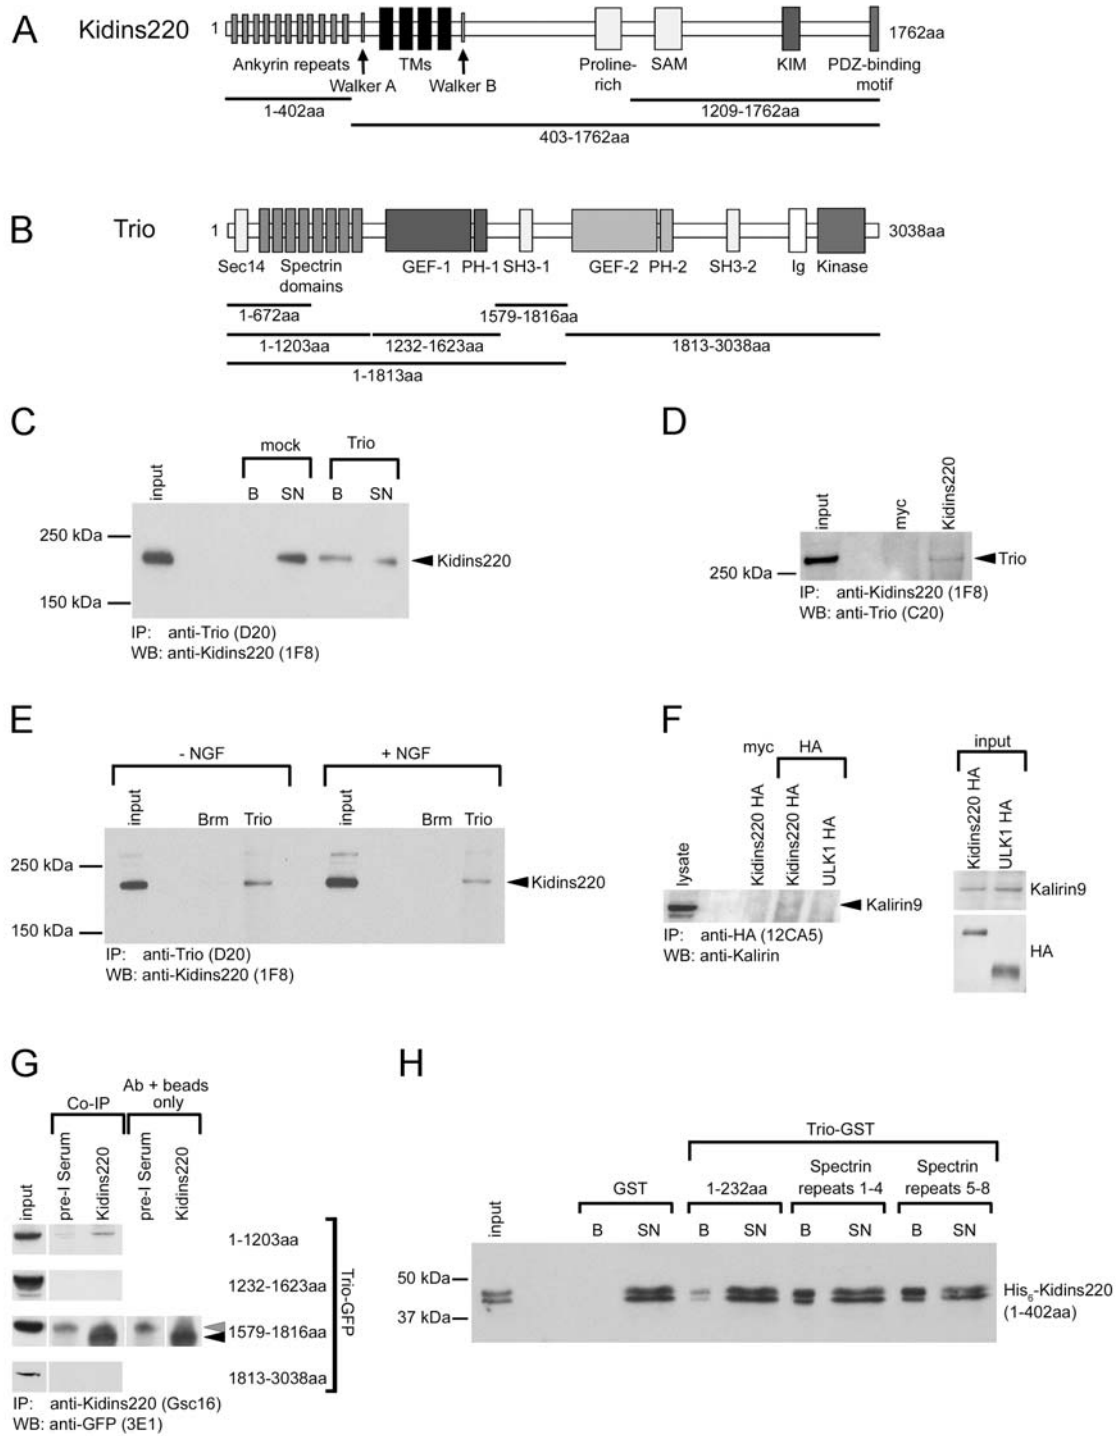 A
Kidins220
1
1762aa
Ankyrin repeats
TMs
Proline-
rich
SAM
KIM
PDZ-binding
motif
Walker A
Walker B
1-402aa
1209-1762aa
403-1762aa
B
Trio
1
3038aa
Sec14
Spectrin
domains
GEF-1
PH-1
SH3-1
GEF-2
PH-2
SH3-2
Ig
Kinase
1-672aa
1579-1816aa
1-1203aa
1232-1623aa
1813-3038aa
1-1813aa
C
mock
Trio
input
B
SN
B
SN
250 kDa
150 kDa
Kidins220
IP: anti-Trio (D20)
WB: anti-Kidins220 (1F8)
D
input
myc
Kidins220
250 kDa
Trio
IP: anti-Kidins220 (1F8)
WB: anti-Trio (C20)
E
- NGF
+ NGF
input
Brm
Trio
input
Brm
Trio
250 kDa
150 kDa
Kidins220
IP: anti-Trio (D20)
WB: anti-Kidins220 (1F8)
F
myc
HA
input
lysate
Kidins220 HA
Kidins220 HA
ULK1 HA
Kidins220 HA
ULK1 HA
Kalirin9
Kalirin9
HA
IP: anti-HA (12CA5)
WB: anti-Kalirin
G
Co-IP
Ab + beads
only
input
pre-I Serum
Kidins220
pre-I Serum
Kidins220
1-1203aa
1232-1623aa
1579-1816aa
1813-3038aa
Trio-GFP
IP: anti-Kidins220 (Gsc16)
WB: anti-GFP (3E1)
H
Trio-GST
input
GST
1-232aa
Spectrin
repeats 1-4
Spectrin
repeats 5-8
B
SN
B
SN
B
SN
B
SN
50 kDa
37 kDa
His6-Kidins220
(1-402aa)